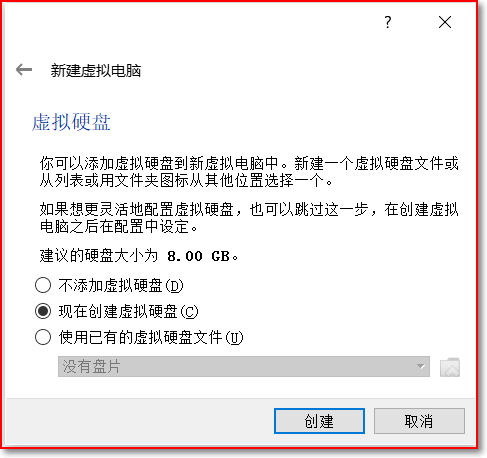 ?
新建虚拟电脑
虚拟硬盘
你可以添加虚拟硬盘到新虚拟电脑中。新建一个虚拟硬盘文件或
从列表或用文件夹图标从其他位置选择一个。
如果想更灵活地配置虚拟硬盘，也可以跳过这一步，在创建虚拟
电脑之后在配置中设定。
建议的硬盘大小为 8.00 GB。
不添加虚拟硬盘(D)
现在创建虚拟硬盘(C)
使用已有的虚拟硬盘文件(U)
没有盘片
创建 取消